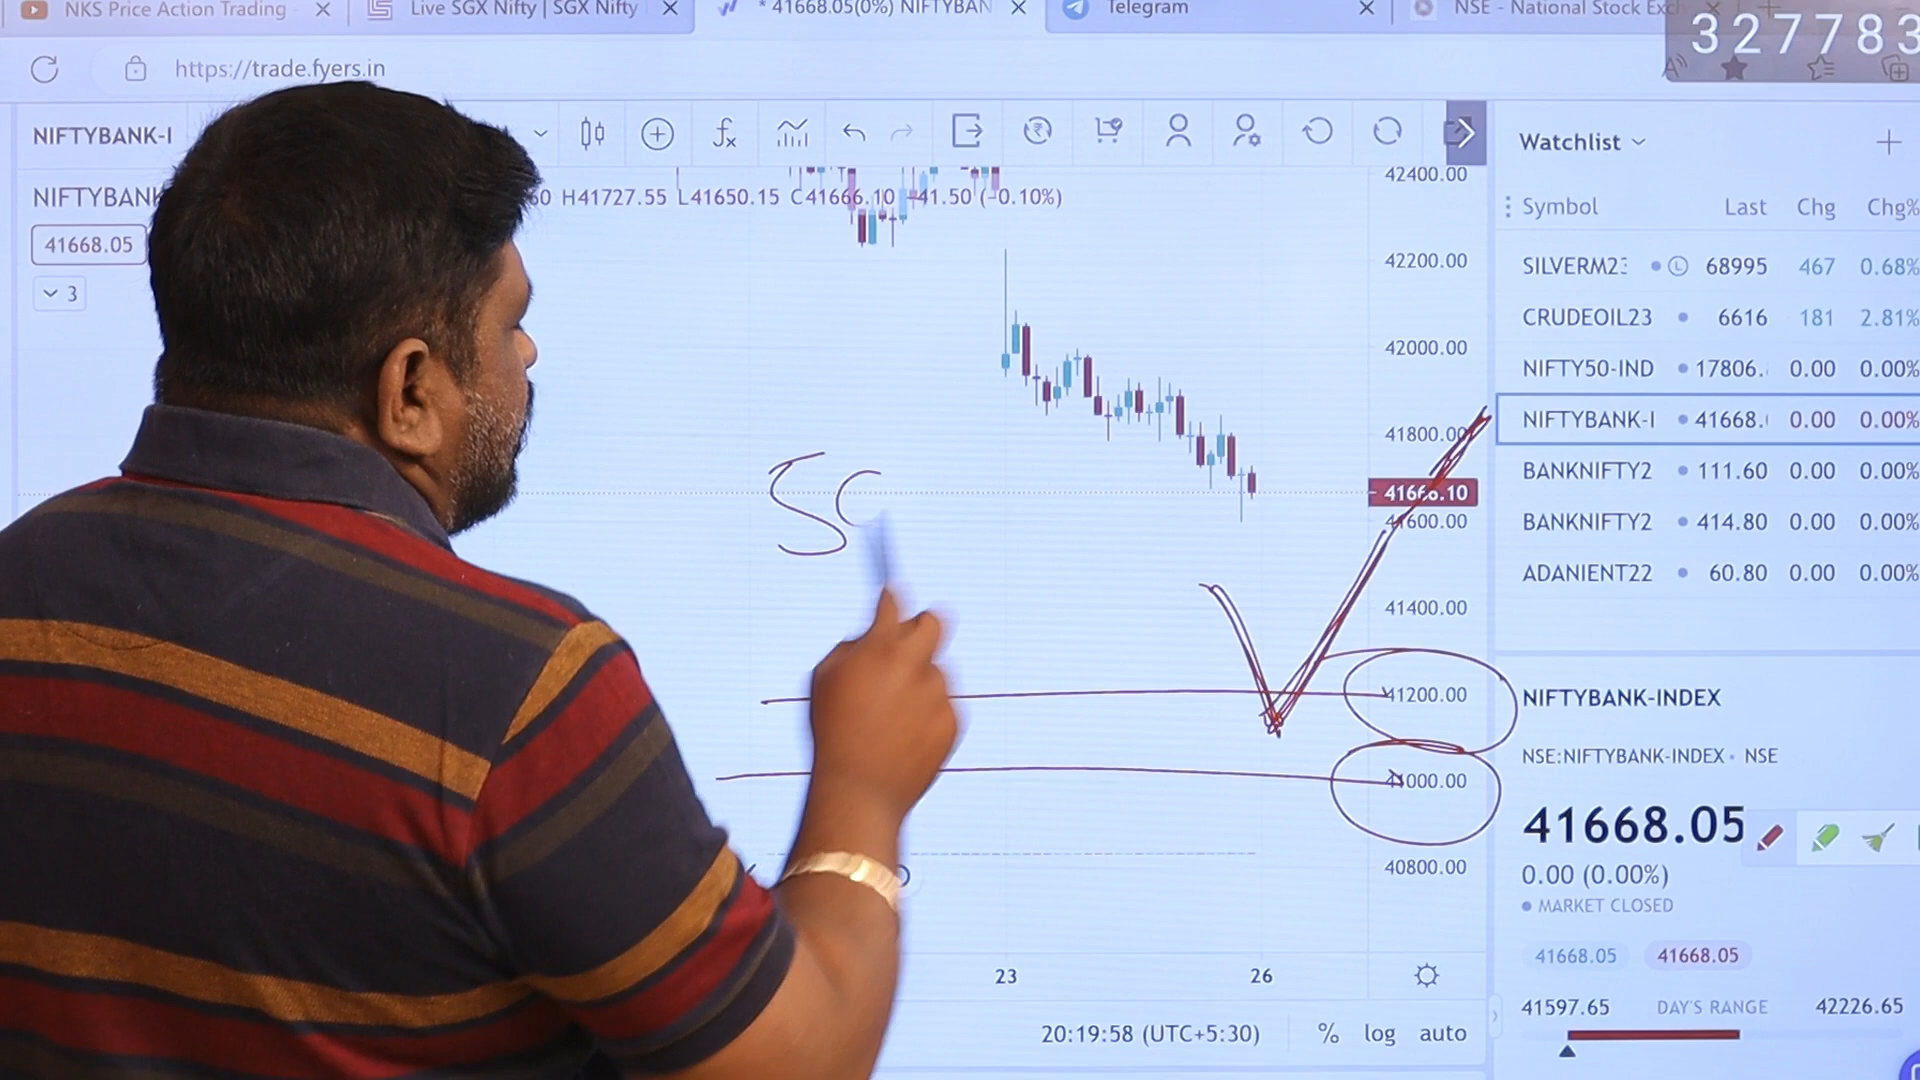 NKS Price Action Trading
Live SGX Nifty | SGX Nifty
* 41668.05(0%) NIFTYBAN
Telegram
NSE - National Stock Exch
327783
https://trade.fyers.in
NIFTYBANK-I
NIFTYBANK
H41727.55 L41650.15 C41666.10 -41.50 (-0.10%)
41668.05
3
42400.00
42200.00
42000.00
41800.00
41666.10
41600.00
41400.00
41200.00
41000.00
40800.00
23
26
20:19:58 (UTC+5:30)
%
log
auto
Watchlist
Symbol Last Chg Chg%
SILVERM23 L 68995 467 0.68%
CRUDEOIL23 6616 181 2.81%
NIFTY50-IND 17806. 0.00 0.00%
NIFTYBANK-I 41668. 0.00 0.00%
BANKNIFTY2 111.60 0.00 0.00%
BANKNIFTY2 414.80 0.00 0.00%
ADANIENT22 60.80 0.00 0.00%
NIFTYBANK-INDEX
NSE:NIFTYBANK-INDEX • NSE
41668.05
0.00 (0.00%)
MARKET CLOSED
41668.05 41668.05
41597.65 DAY'S RANGE 42226.65